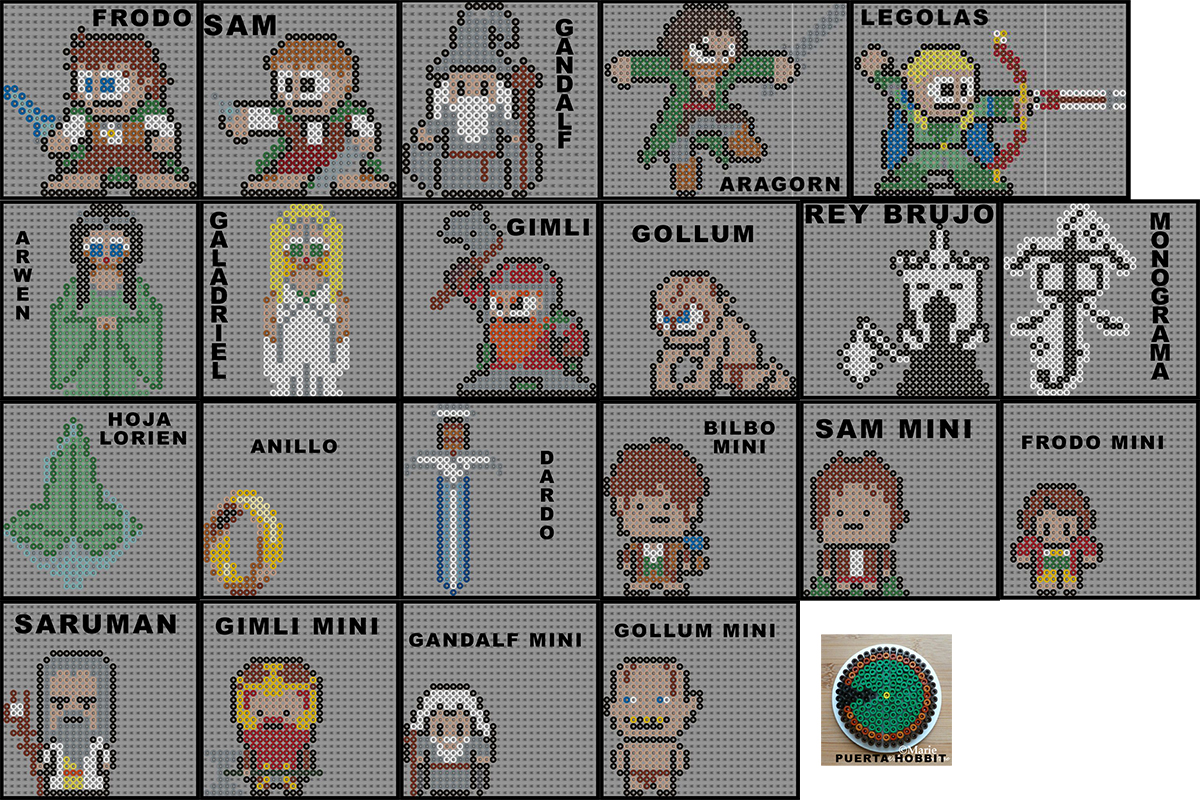 FRODO
SAM
GANDALF
ARAGORN
LEGOLAS
ARWEN
GALADRIEL
GIMLI
GOLLUM
REY BRUJO
MONOGRAMA
HOJA
LORIEN
ANILLO
DARDO
BILBO
MINI
SAM MINI
FRODO MINI
SARUMAN
GIMLI MINI
GANDALF MINI
GOLLUM MINI
©Marie
PUERTA HOBBIT